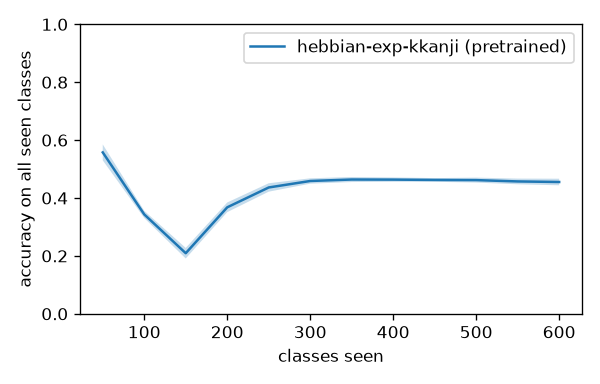 hebbian-exp-kkanji (pretrained)
accuracy on all seen classes
1.0
0.8
0.6
0.4
0.2
0.0
100 200 300 400 500 600
classes seen